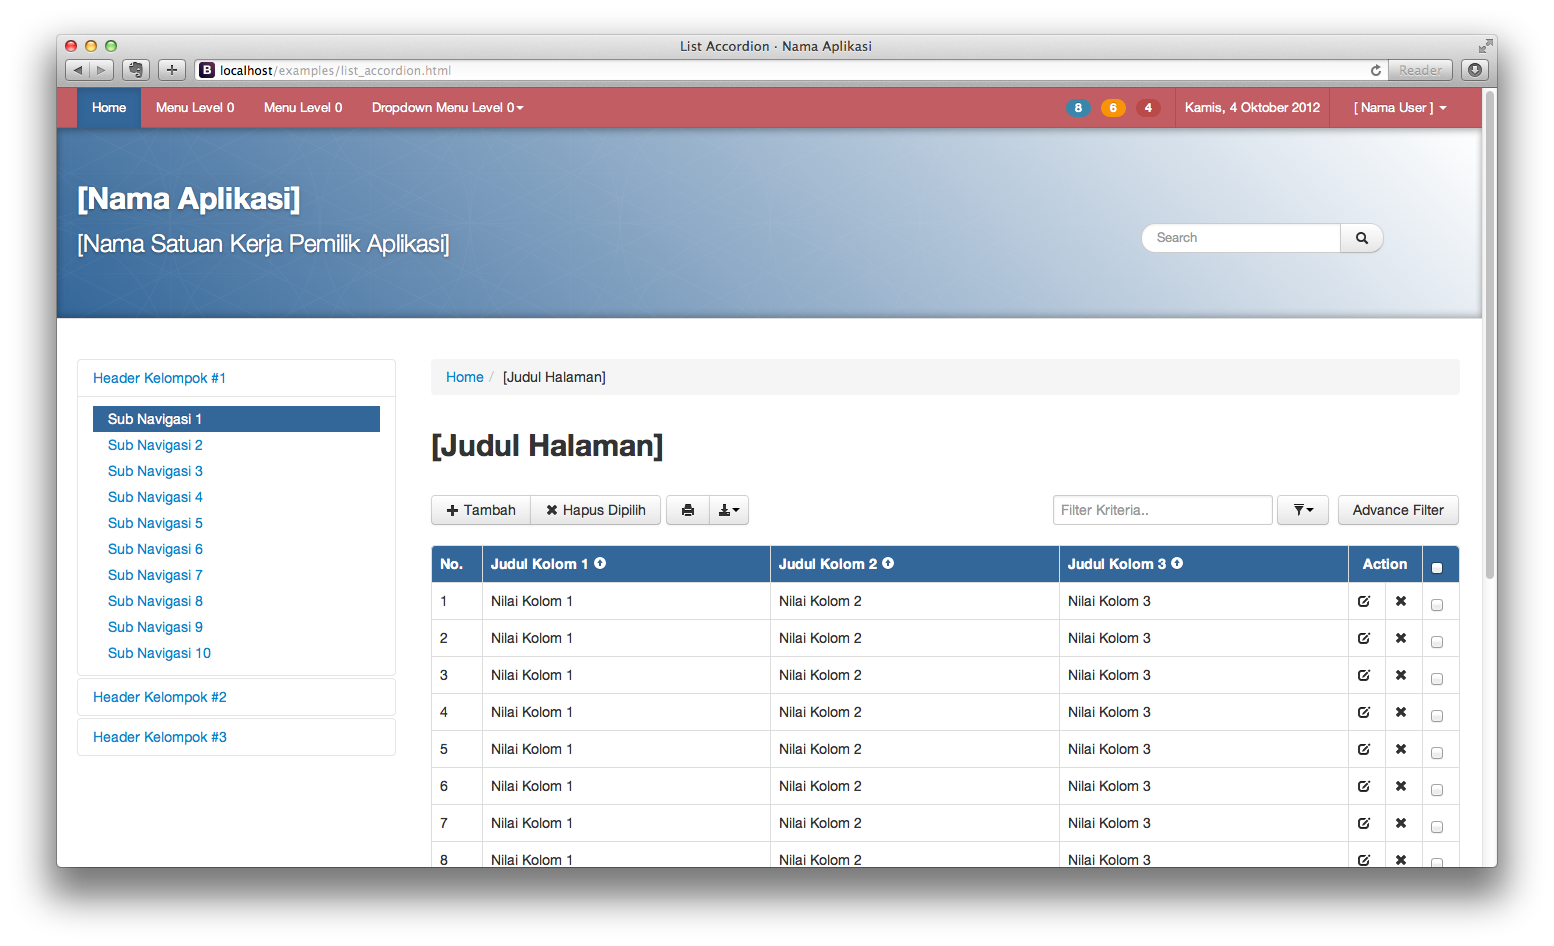 List Accordion · Nama Aplikasi
B localhost/examples/list_accordion.html Reader
Home Menu Level 0 Menu Level 0 Dropdown Menu Level 0 8 6 4 Kamis, 4 Oktober 2012 [ Nama User ]
[Nama Aplikasi]
[Nama Satuan Kerja Pemilik Aplikasi]
Search
Header Kelompok #1
Sub Navigasi 1
Sub Navigasi 2
Sub Navigasi 3
Sub Navigasi 4
Sub Navigasi 5
Sub Navigasi 6
Sub Navigasi 7
Sub Navigasi 8
Sub Navigasi 9
Sub Navigasi 10
Header Kelompok #2
Header Kelompok #3
Home / [Judul Halaman]
[Judul Halaman]
Tambah Hapus Dipilih Filter Kriteria.. Advance Filter
No. Judul Kolom 1 Judul Kolom 2 Judul Kolom 3 Action
1 Nilai Kolom 1 Nilai Kolom 2 Nilai Kolom 3
2 Nilai Kolom 1 Nilai Kolom 2 Nilai Kolom 3
3 Nilai Kolom 1 Nilai Kolom 2 Nilai Kolom 3
4 Nilai Kolom 1 Nilai Kolom 2 Nilai Kolom 3
5 Nilai Kolom 1 Nilai Kolom 2 Nilai Kolom 3
6 Nilai Kolom 1 Nilai Kolom 2 Nilai Kolom 3
7 Nilai Kolom 1 Nilai Kolom 2 Nilai Kolom 3
8 Nilai Kolom 1 Nilai Kolom 2 Nilai Kolom 3